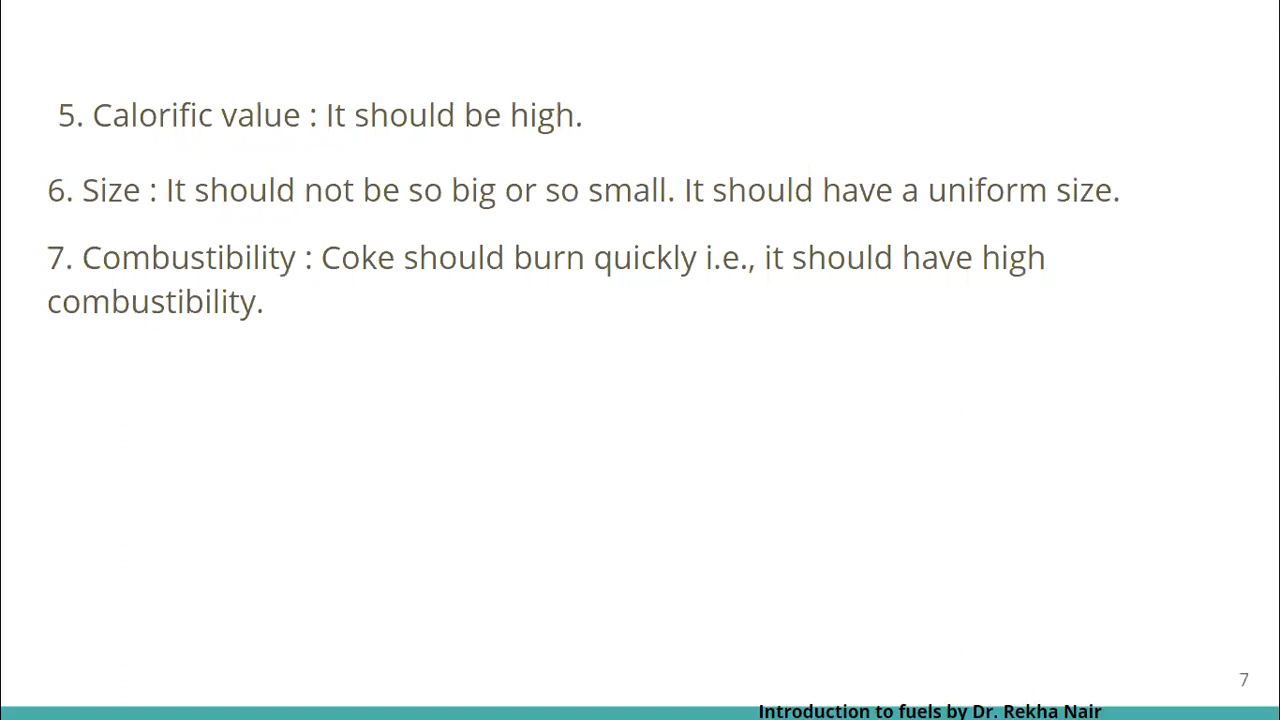 5. Calorific value : It should be high.
6. Size : It should not be so big or so small. It should have a uniform size.
7. Combustibility : Coke should burn quickly i.e., it should have high
combustibility.
7
Introduction to fuels by Dr. Rekha Nair